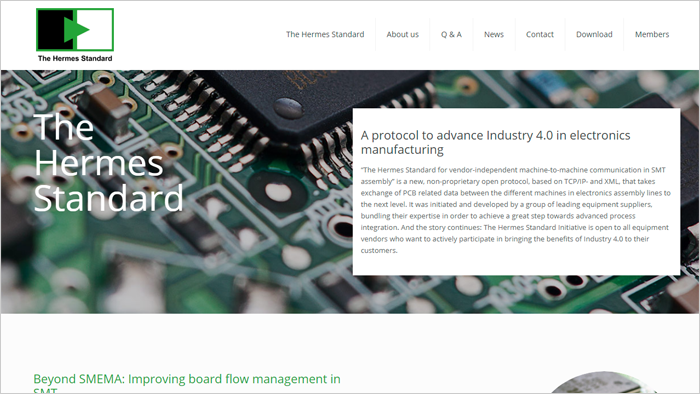 The Hermes Standard
The Hermes Standard
About us
Q & A
News
Contact
Download
Members
The
Hermes
Standard
A protocol to advance Industry 4.0 in electronics
manufacturing
"The Hermes Standard for vendor-independent machine-to-machine communication in SMT
assembly" is a new, non-proprietary open protocol, based on TCP/IP- and XML, that takes
exchange of PCB related data between the different machines in electronics assembly lines to
the next level. It was initiated and developed by a group of leading equipment suppliers,
bundling their expertise in order to achieve a great step towards advanced process
integration. And the story continues: The Hermes Standard Initiative is open to all equipment
vendors who want to actively participate in bringing the benefits of Industry 4.0 to their
customers.
Beyond SMEMA: Improving board flow management in
SMT